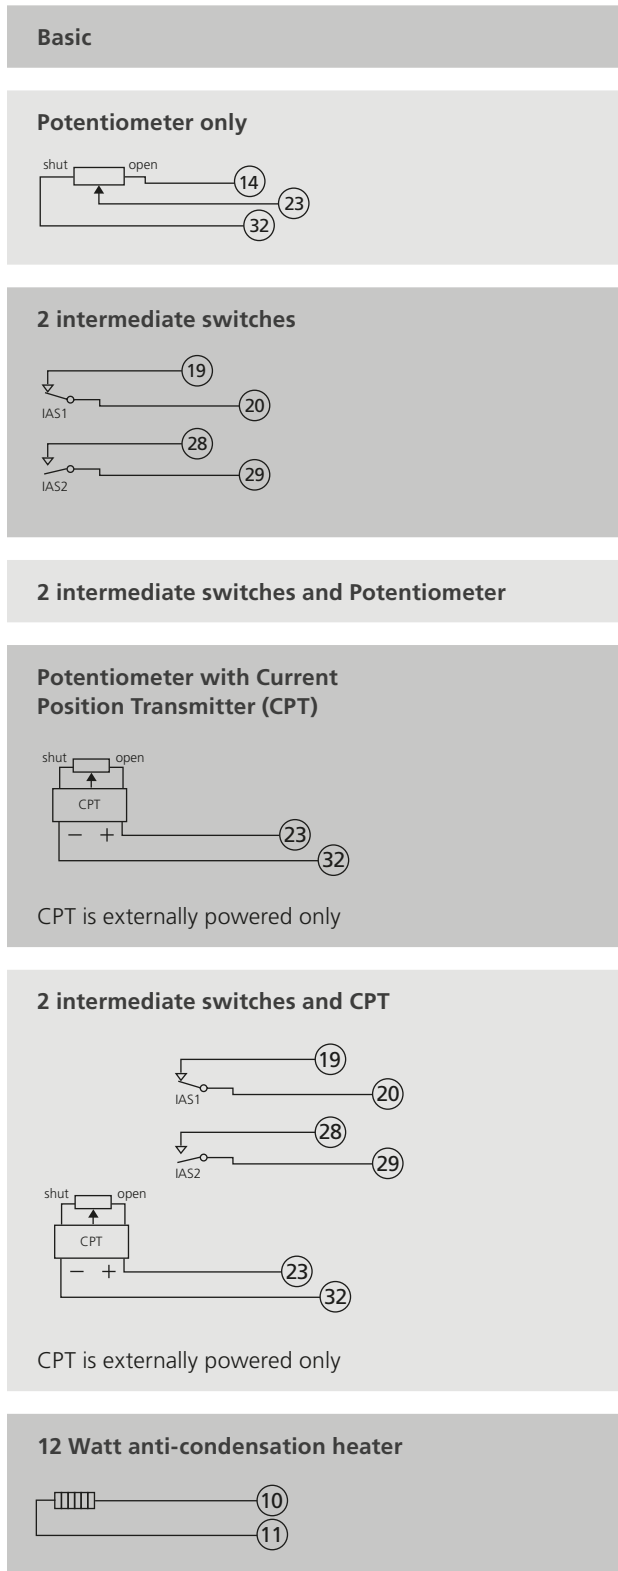 Basic
Potentiometer only
shut open
14
23
32
2 intermediate switches
19
IAS1
20
28
IAS2
29
2 intermediate switches and Potentiometer
Potentiometer with Current
Position Transmitter (CPT)
shut open
CPT
– +
23
32
CPT is externally powered only
2 intermediate switches and CPT
19
IAS1
20
28
IAS2
29
shut open
CPT
– +
23
32
CPT is externally powered only
12 Watt anti-condensation heater
10
11